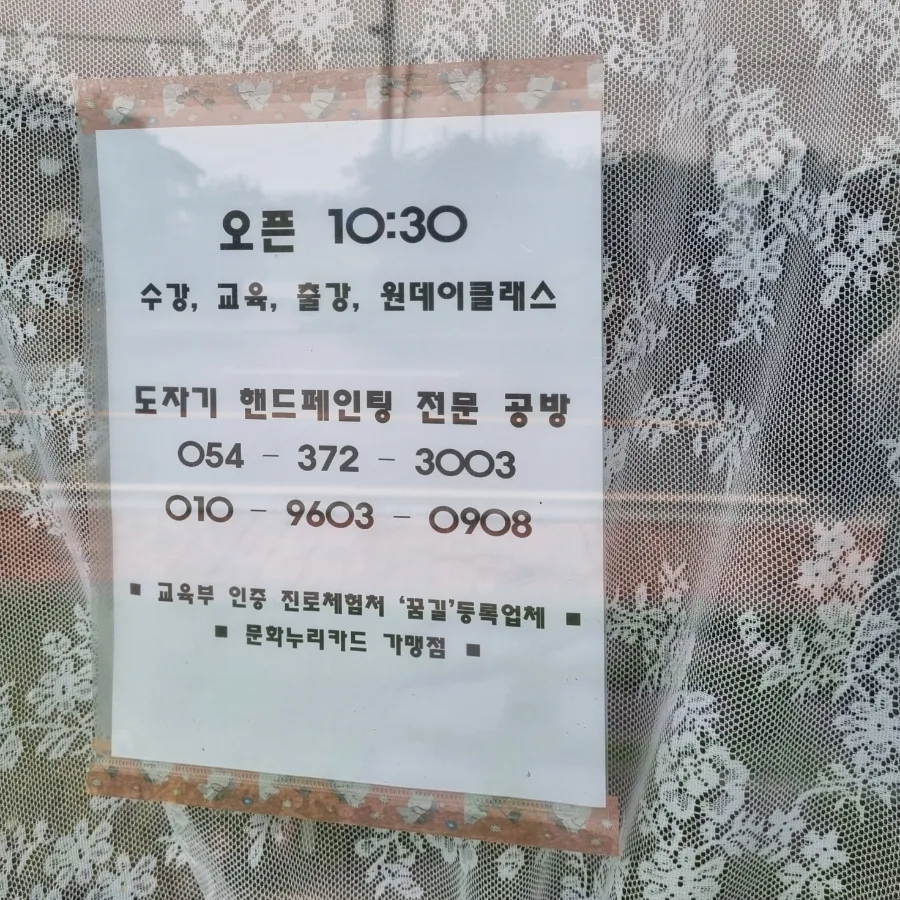 오픈 10:30
수강, 교육, 출강, 원데이클래스
도자기 핸드페인팅 전문 공방
054 - 372 - 3003
010 - 9603 - 0908
■ 교육부 인증 진로체험처 '꿈길'등록업체 ■
■ 문화누리카드 가맹점 ■